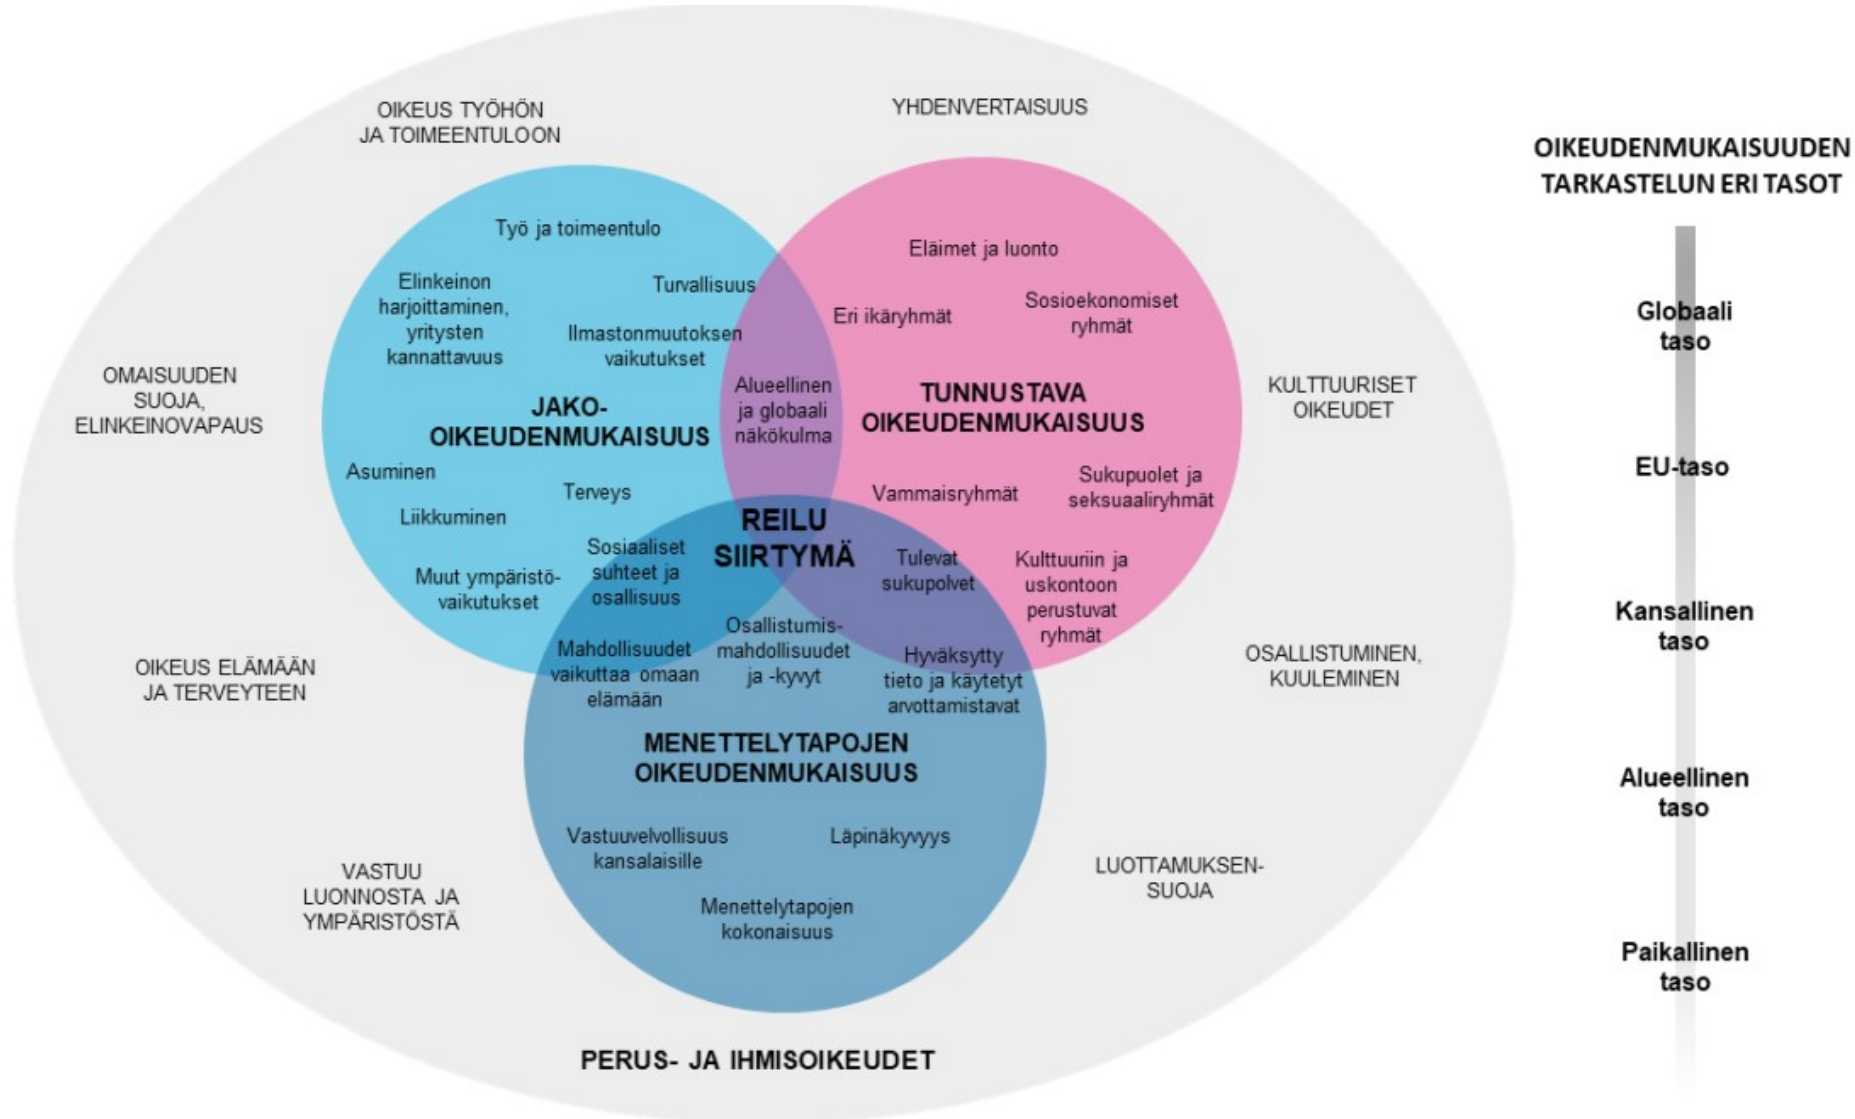 OIKEUS TYÖHÖN
JA TOIMEENTULOON
YHDENVERTAISUUS
OMAISUUDEN
SUOJA,
ELINKEINOVAPAUS
KULTTUURISET
OIKEUDET
OIKEUS ELÄMÄÄN
JA TERVEYTEEN
OSALLISTUMINEN,
KUULEMINEN
VASTUU
LUONNOSTA JA
YMPÄRISTÖSTÄ
LUOTTAMUKSEN-
SUOJA
PERUS- JA IHMISOIKEUDET
Työ ja toimeentulo
Elinkeinon
harjoittaminen,
yritysten
kannattavuus
Turvallisuus
Ilmastonmuutoksen
vaikutukset
JAKO-
OIKEUDENMUKAISUUS
Asuminen
Terveys
Liikkuminen
Muut ympäristö-
vaikutukset
Sosiaaliset
suhteet ja
osallisuus
Alueellinen
ja globaali
näkökulma
Eläimet ja luonto
Eri ikäryhmät
Sosioekonomiset
ryhmät
TUNNUSTAVA
OIKEUDENMUKAISUUS
Vammaisryhmät
Sukupuolet ja
seksuaaliryhmät
Tulevat
sukupolvet
Kulttuuriin ja
uskontoon
perustuvat
ryhmät
REILU
SIIRTYMÄ
Mahdollisuudet
vaikuttaa omaan
elämään
Osallistumis-
mahdollisuudet
ja -kyvyt
Hyväksytty
tieto ja käytetyt
arvottamistavat
MENETTELYTAPOJEN
OIKEUDENMUKAISUUS
Vastuuvelvollisuus
kansalaisille
Läpinäkyvyys
Menettelytapojen
kokonaisuus
OIKEUDENMUKAISUUDEN
TARKASTELUN ERI TASOT
Globaali
taso
EU-taso
Kansallinen
taso
Alueellinen
taso
Paikallinen
taso